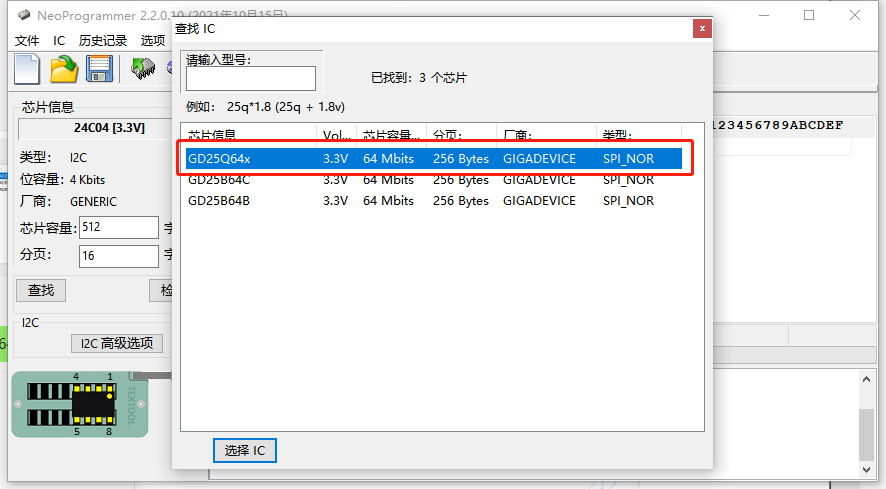 NeoProgrammer 2.2.0.10 (2021年10月15日)
文件 IC 历史记录 选项
查找 IC
请输入型号:
已找到: 3 个芯片
例如: 25q*1.8 (25q + 1.8v)
芯片信息 Vol... 芯片容量... 分页: 厂商: 类型:
GD25Q64x 3.3V 64 Mbits 256 Bytes GIGADEVICE SPI_NOR
GD25B64C 3.3V 64 Mbits 256 Bytes GIGADEVICE SPI_NOR
GD25B64B 3.3V 64 Mbits 256 Bytes GIGADEVICE SPI_NOR
选择 IC
芯片信息
24C04 [3.3V]
类型: I2C
位容量: 4 Kbits
厂商: GENERIC
芯片容量: 512 字
分页: 16 字
查找
检
I2C
I2C 高级选项
4 1
TEXTOOL
5 8
123456789ABCDEF